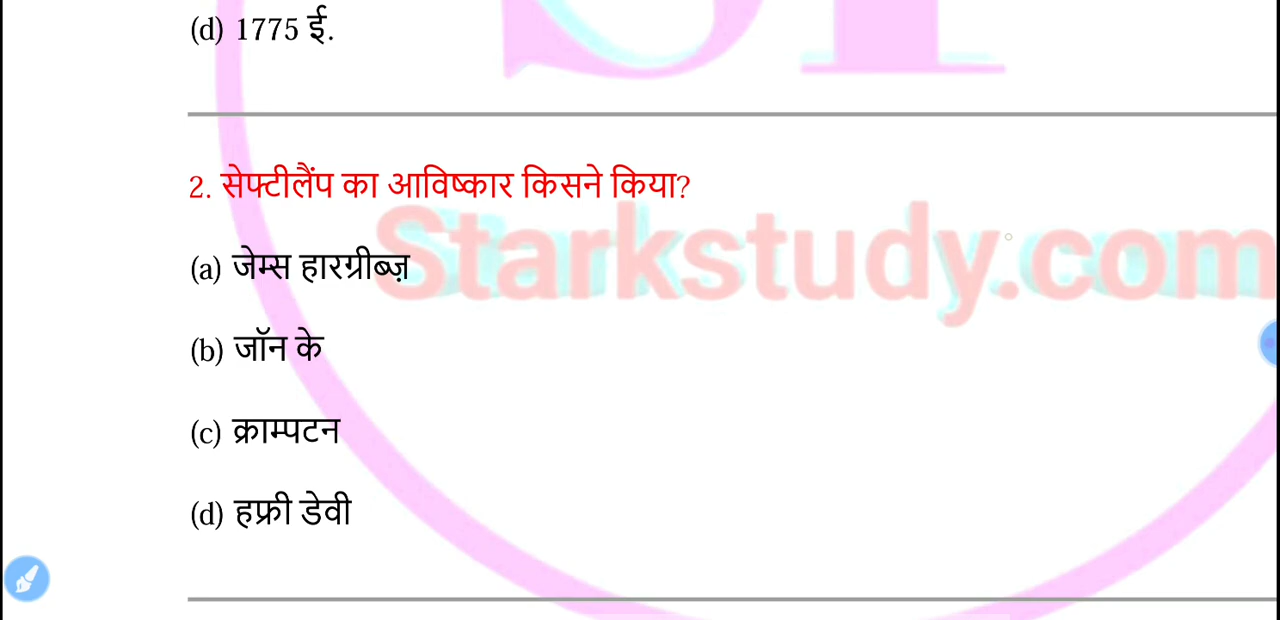 (d) 1775 ई.
2. सेफ्टीलैंप का आविष्कार किसने किया?
Starkstudy.com
(a) जेम्स हारग्रीब्ज़
(b) जॉन के
(c) क्राम्पटन
(d) हफ्री डेवी